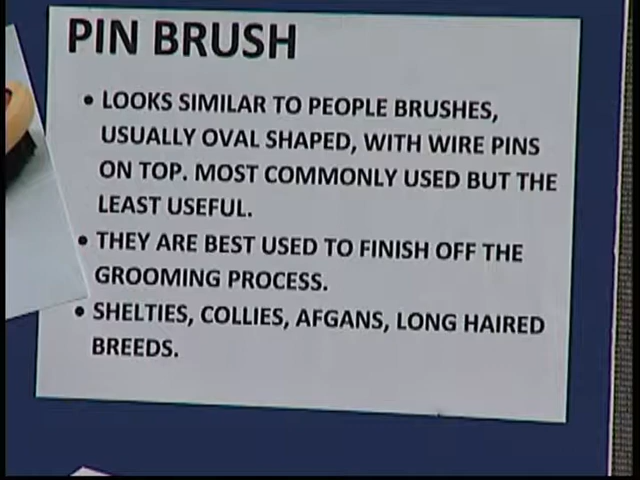 PIN BRUSH
• LOOKS SIMILAR TO PEOPLE BRUSHES,
USUALLY OVAL SHAPED, WITH WIRE PINS
ON TOP. MOST COMMONLY USED BUT THE
LEAST USEFUL.
• THEY ARE BEST USED TO FINISH OFF THE
GROOMING PROCESS.
• SHELTIES, COLLIES, AFGANS, LONG HAIRED
BREEDS.